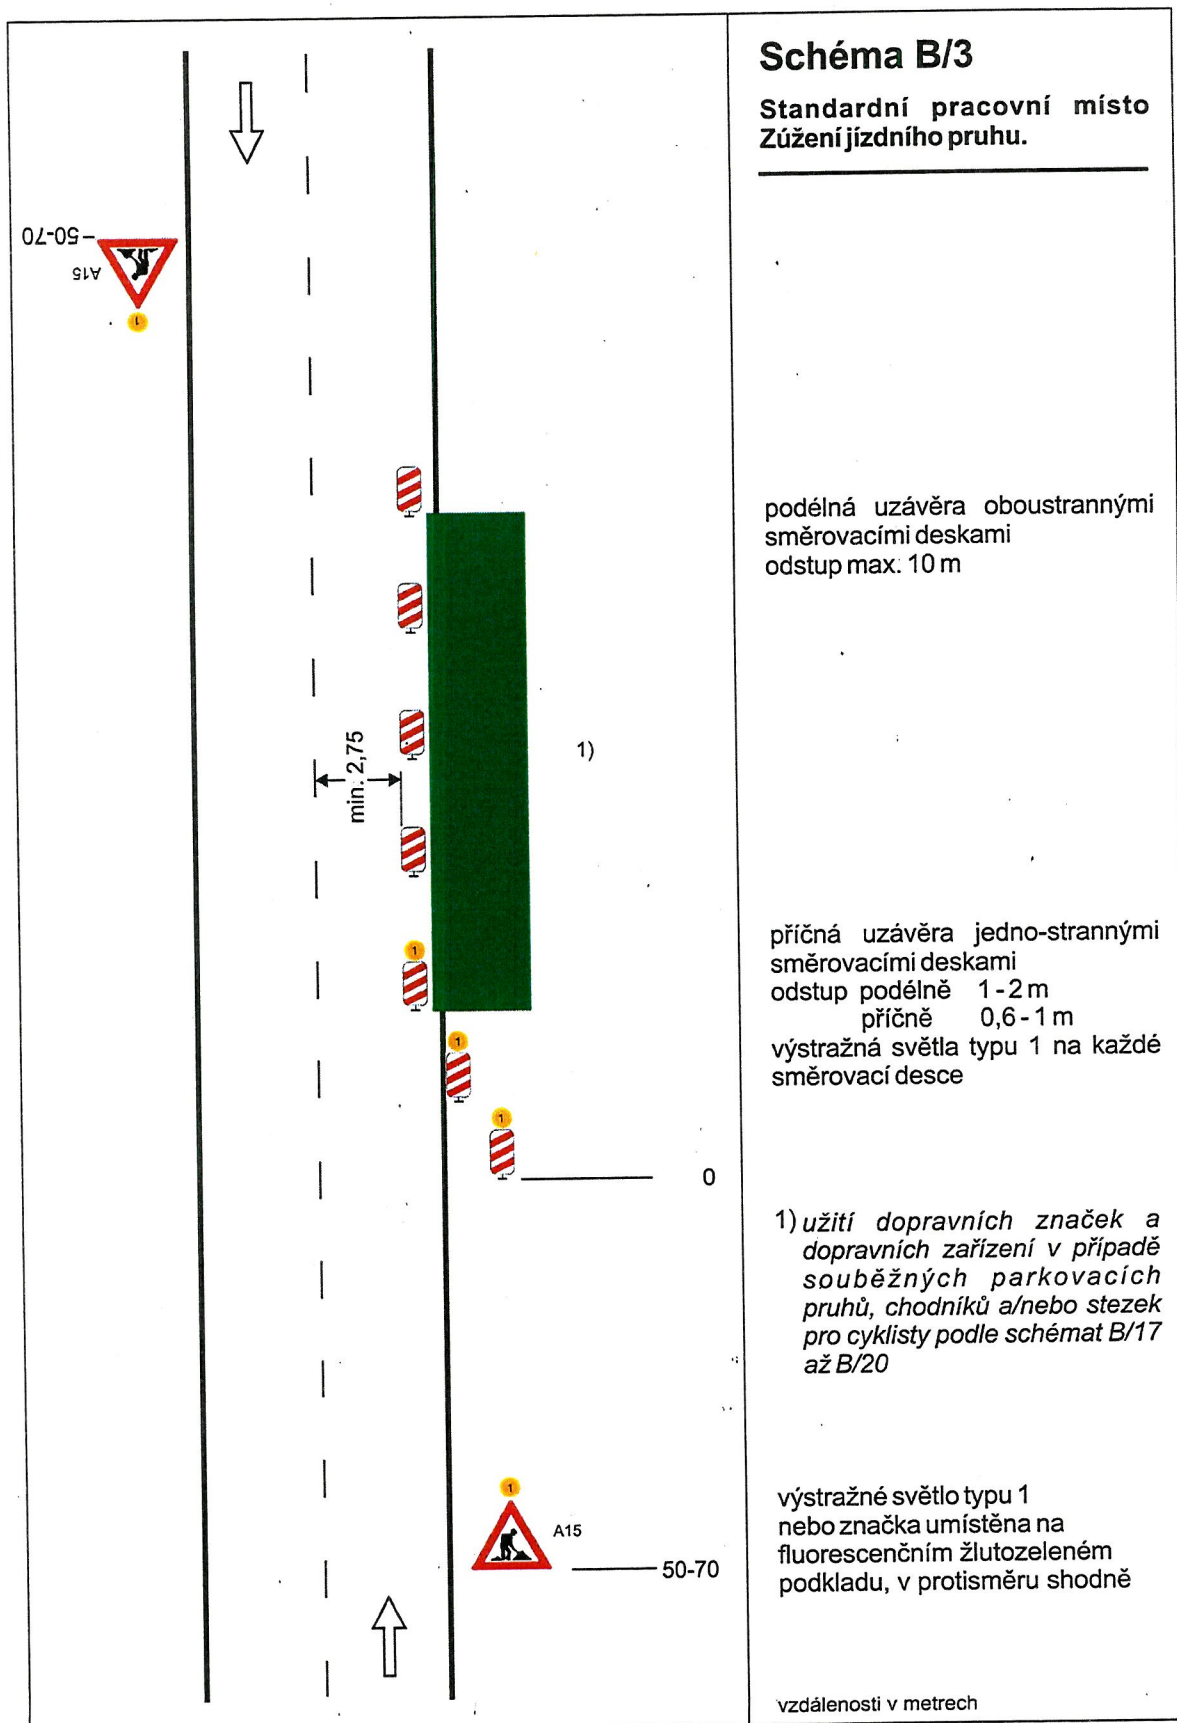 Schéma B/3
Standardní pracovní místo
Zúžení jízdního pruhu.
50-70
A15
1
podélná uzávěra oboustrannými
směrovacími deskami
odstup max. 10 m
min. 2,75
1)
1
příčná uzávěra jedno-strannými
směrovacími deskami
odstup podélně 1-2 m
příčně 0,6-1 m
výstražná světla typu 1 na každé
směrovací desce
1
1
0
1) užití dopravních značek a
dopravních zařízení v případě
souběžných parkovacích
pruhů, chodníků a/nebo stezek
pro cyklisty podle schémat B/17
až B/20
1
A15
50-70
výstražné světlo typu 1
nebo značka umístěna na
fluorescenčním žlutozeleném
podkladu, v protisměru shodně
vzdálenosti v metrech